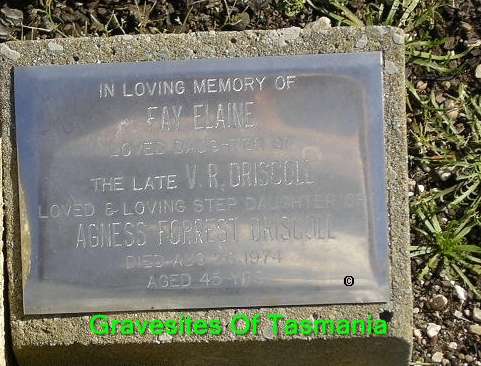 IN LOVING MEMORY OF
FAY ELAINE
LOVED DAUGHTER OF
THE LATE V. R. DRISCOLL
LOVED & LOVING STEP DAUGHTER OF
AGNESS FORREST DRISCOLL
DIED AUG 1974
AGED 45 YRS
©
Gravesites Of Tasmania